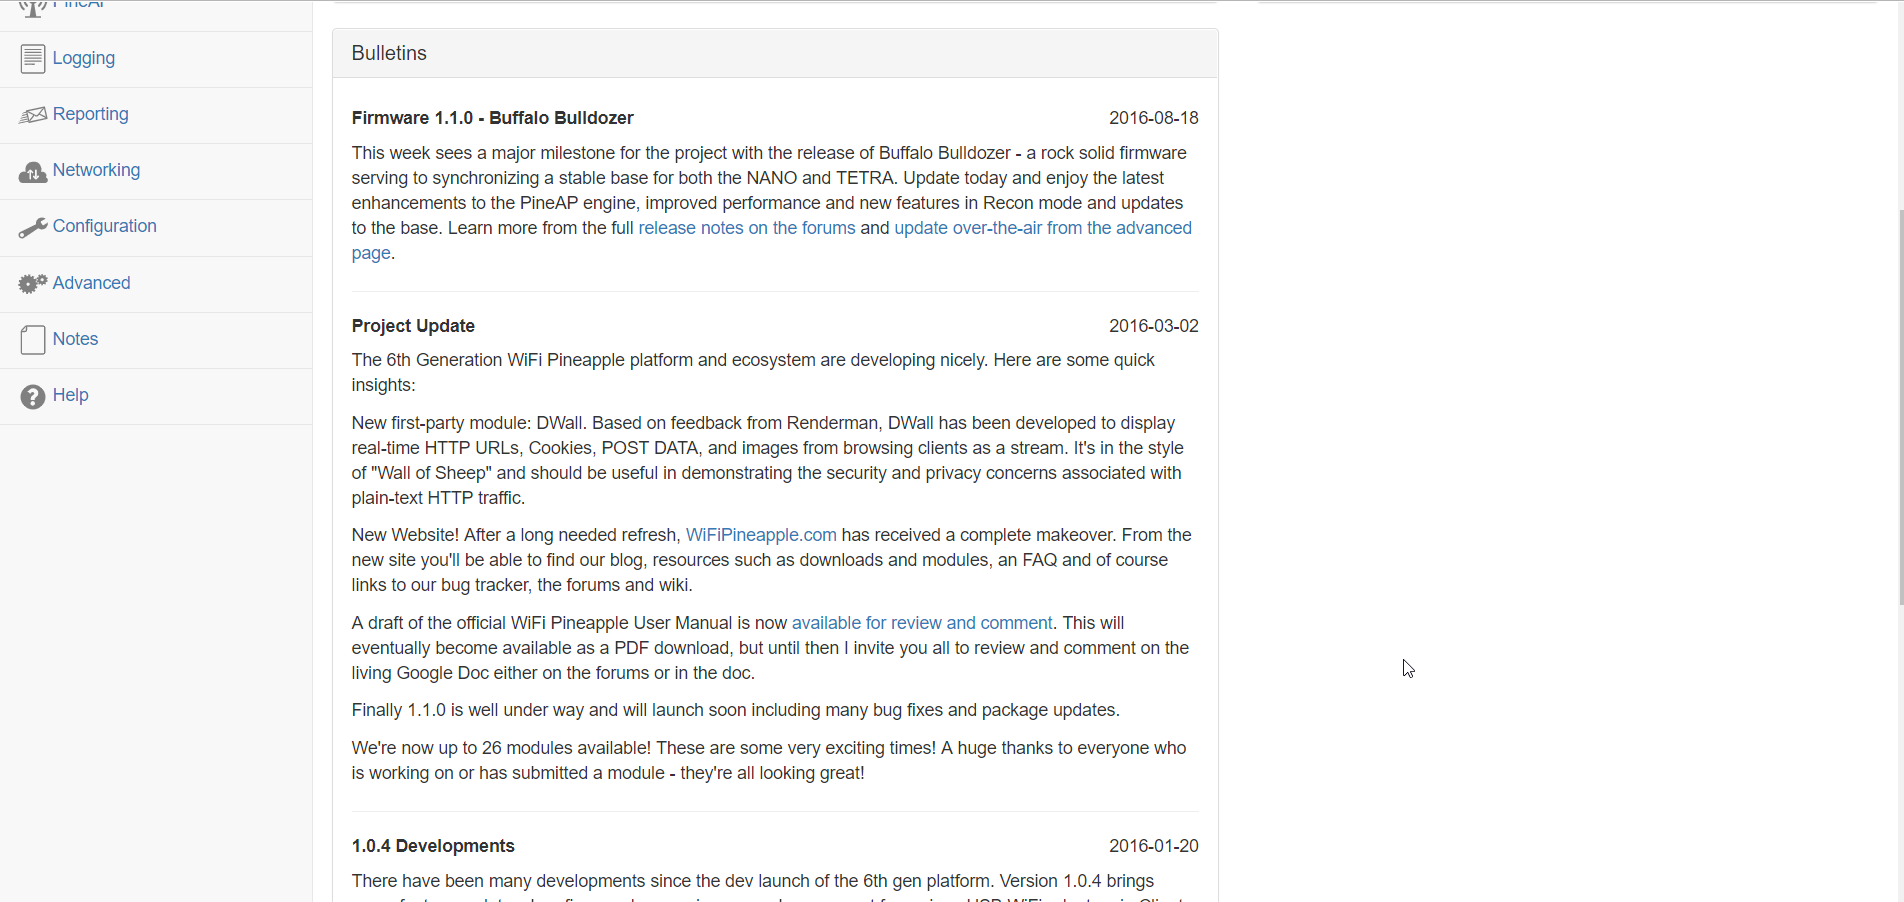 PineAP
Logging
Reporting
Networking
Configuration
Advanced
Notes
Help
Bulletins
Firmware 1.1.0 - Buffalo Bulldozer 2016-08-18
This week sees a major milestone for the project with the release of Buffalo Bulldozer - a rock solid firmware
serving to synchronizing a stable base for both the NANO and TETRA. Update today and enjoy the latest
enhancements to the PineAP engine, improved performance and new features in Recon mode and updates
to the base. Learn more from the full release notes on the forums and update over-the-air from the advanced
page.
Project Update 2016-03-02
The 6th Generation WiFi Pineapple platform and ecosystem are developing nicely. Here are some quick
insights:
New first-party module: DWall. Based on feedback from Renderman, DWall has been developed to display
real-time HTTP URLs, Cookies, POST DATA, and images from browsing clients as a stream. It's in the style
of "Wall of Sheep" and should be useful in demonstrating the security and privacy concerns associated with
plain-text HTTP traffic.
New Website! After a long needed refresh, WiFiPineapple.com has received a complete makeover. From the
new site you'll be able to find our blog, resources such as downloads and modules, an FAQ and of course
links to our bug tracker, the forums and wiki.
A draft of the official WiFi Pineapple User Manual is now available for review and comment. This will
eventually become available as a PDF download, but until then I invite you all to review and comment on the
living Google Doc either on the forums or in the doc.
Finally 1.1.0 is well under way and will launch soon including many bug fixes and package updates.
We're now up to 26 modules available! These are some very exciting times! A huge thanks to everyone who
is working on or has submitted a module - they're all looking great!
1.0.4 Developments 2016-01-20
There have been many developments since the dev launch of the 6th gen platform. Version 1.0.4 brings